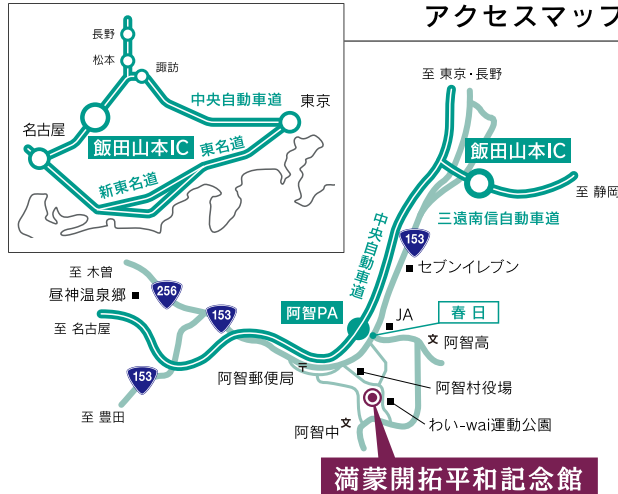 アクセスマップ
長野
松本
諏訪
中央自動車道
東京
名古屋
飯田山本IC
東名道
新東名道
至 東京・長野
飯田山本IC
至 静岡
三遠南信自動車道
中央自動車道
153
セブンイレブン
至 木曽
256
昼神温泉郷
153
至 名古屋
阿智PA
JA
春日
阿智高
阿智郵便局
153
阿智村役場
至 豊田
わい-wai運動公園
阿智中
満蒙開拓平和記念館